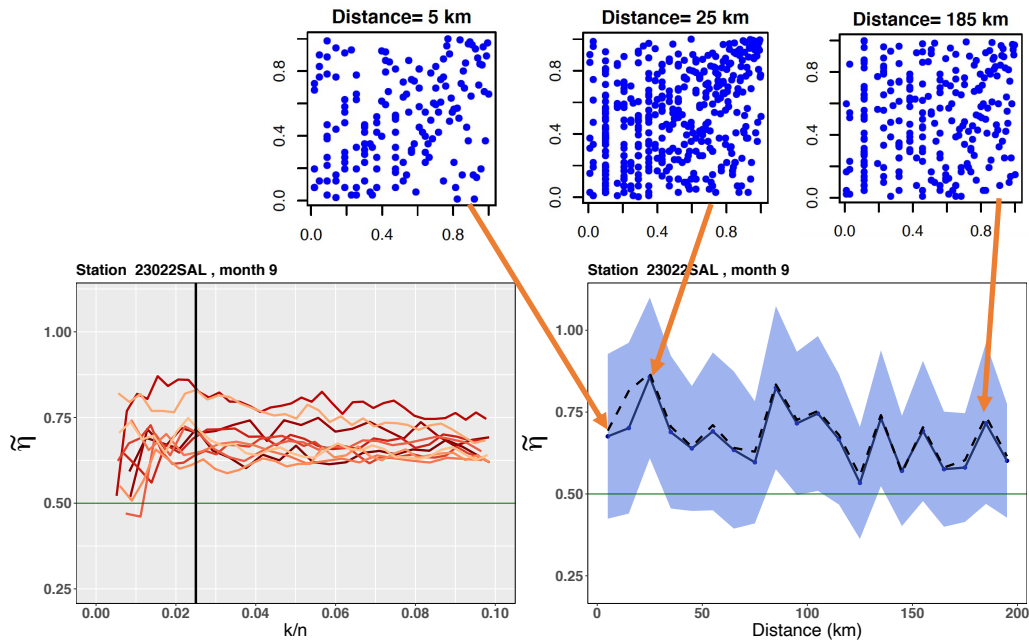 Distance= 5 km
Distance= 25 km
Distance= 185 km
0.0 0.4 0.8
0.0 0.4 0.8
0.0 0.4 0.8
0.0 0.4 0.8
0.0 0.4 0.8
0.0 0.4 0.8
Station 23022SAL , month 9
1.00
0.75
0.50
0.25
η̃
0.00 0.02 0.04 0.06 0.08 0.10
k/n
Station 23022SAL , month 9
1.00
0.75
0.50
0.25
η̃
0 50 100 150 200
Distance (km)